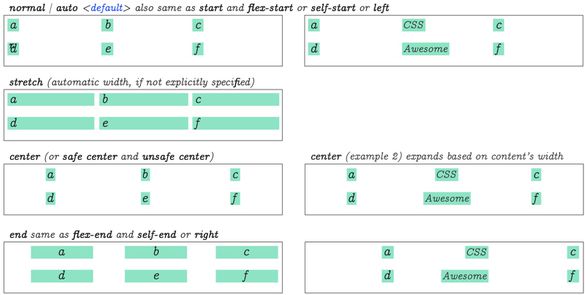 normal | auto <default> also same as start and flex-start or self-start or left
a b c
d e f
a CSS c
d Awesome f
stretch (automatic width, if not explicitly specified)
a b c
d e f
center (or safe center and unsafe center)
a b c
d e f
center (example 2) expands based on content's width
a CSS c
d Awesome f
end same as flex-end and self-end or right
a b c
d e f
a CSS c
d Awesome f